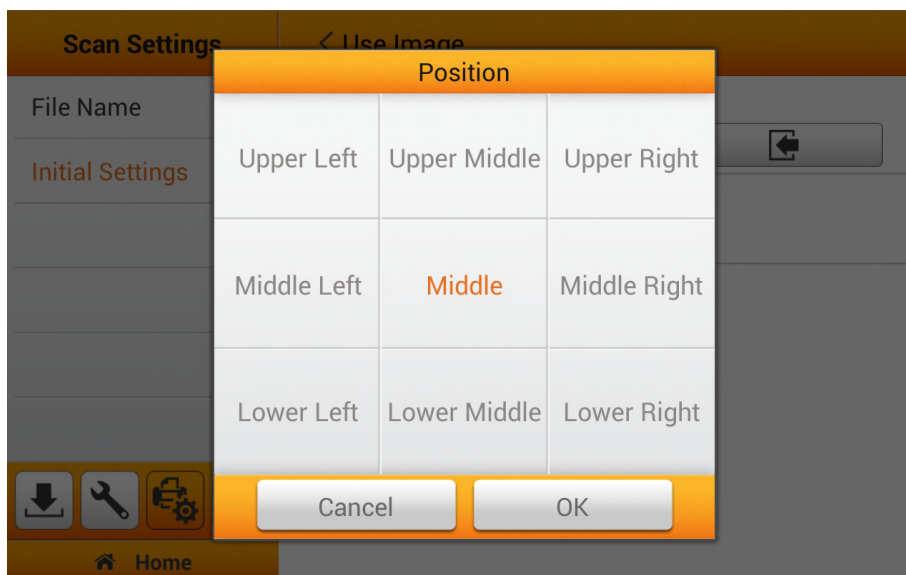 Scan Settings
< Use Image
Position
File Name
Initial Settings
Upper Left
Upper Middle
Upper Right
Middle Left
Middle
Middle Right
Lower Left
Lower Middle
Lower Right
Cancel
OK
Home